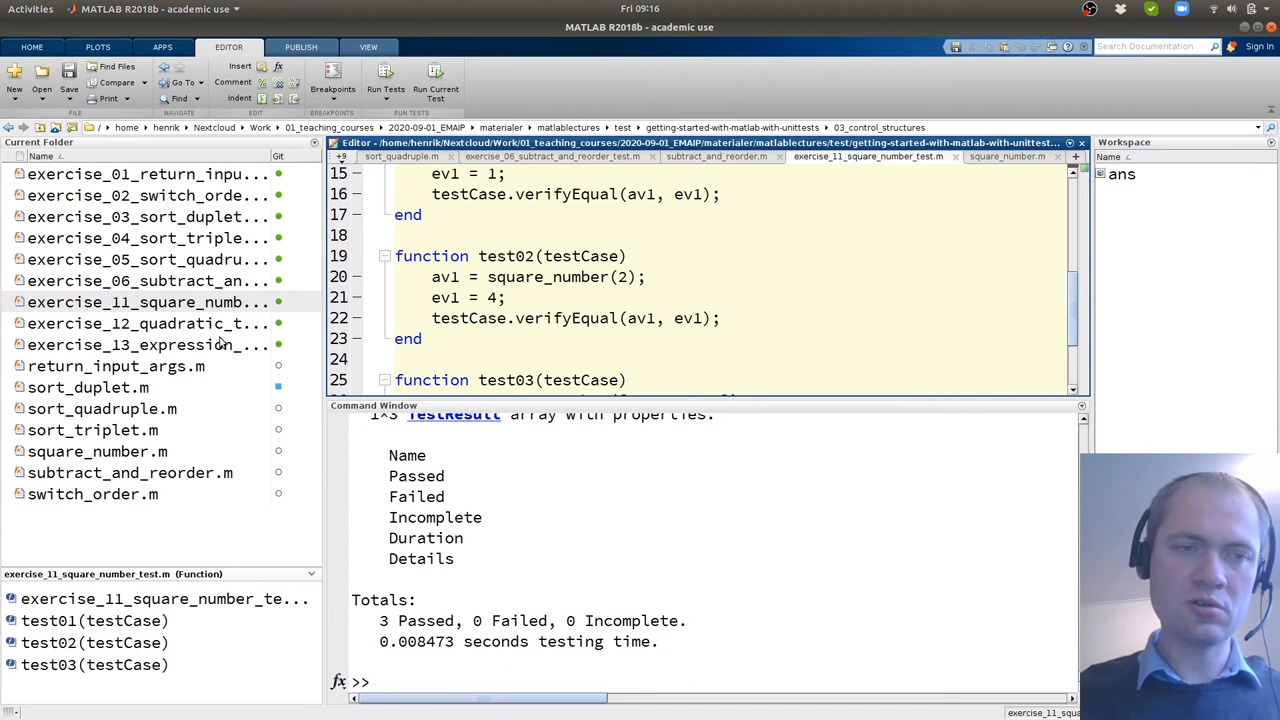 Activities
MATLAB R2018b - academic use
Fri 09:16
MATLAB R2018b - academic use
HOME PLOTS APPS EDITOR PUBLISH VIEW
Search Documentation
Sign In
New Open Save
Find Files
Compare
Print
Go To
Find
Insert
Comment
Indent
Breakpoints
Run Tests
Run Current Test
FILE NAVIGATE EDIT BREAKPOINTS RUN TESTS
/ home henrik Nextcloud Work 01_teaching_courses 2020-09-01_EMAIP materialer matlablectures test getting-started-with-matlab-with-unittests 03_control_structures
Current Folder
Name
Git
exercise_01_return_inpu...
exercise_02_switch_orde...
exercise_03_sort_duplet...
exercise_04_sort_triple...
exercise_05_sort_quadru...
exercise_06_subtract_an...
exercise_11_square_numb...
exercise_12_quadratic_t...
exercise_13_expression_...
return_input_args.m
sort_duplet.m
sort_quadruple.m
sort_triplet.m
square_number.m
subtract_and_reorder.m
switch_order.m
exercise_11_square_number_test.m (Function)
exercise_11_square_number_te...
test01(testCase)
test02(testCase)
test03(testCase)
Editor - /home/henrik/Nextcloud/Work/01_teaching_courses/2020-09-01_EMAIP/materialer/matlablectures/test/getting-started-with-matlab-with-unittest...
+9 sort_quadruple.m exercise_06_subtract_and_reorder_test.m subtract_and_reorder.m exercise_11_square_number_test.m square_number.m
15 ev1 = 1;
16 testCase.verifyEqual(av1, ev1);
17 end
18
19 function test02(testCase)
20 av1 = square_number(2);
21 ev1 = 4;
22 testCase.verifyEqual(av1, ev1);
23 end
24
25 function test03(testCase)
Command Window
1×3 TestResult array with properties:
Name
Passed
Failed
Incomplete
Duration
Details
Totals:
3 Passed, 0 Failed, 0 Incomplete.
0.008473 seconds testing time.
fx >>
Workspace
Name
ans
exercise_11_square_number_test